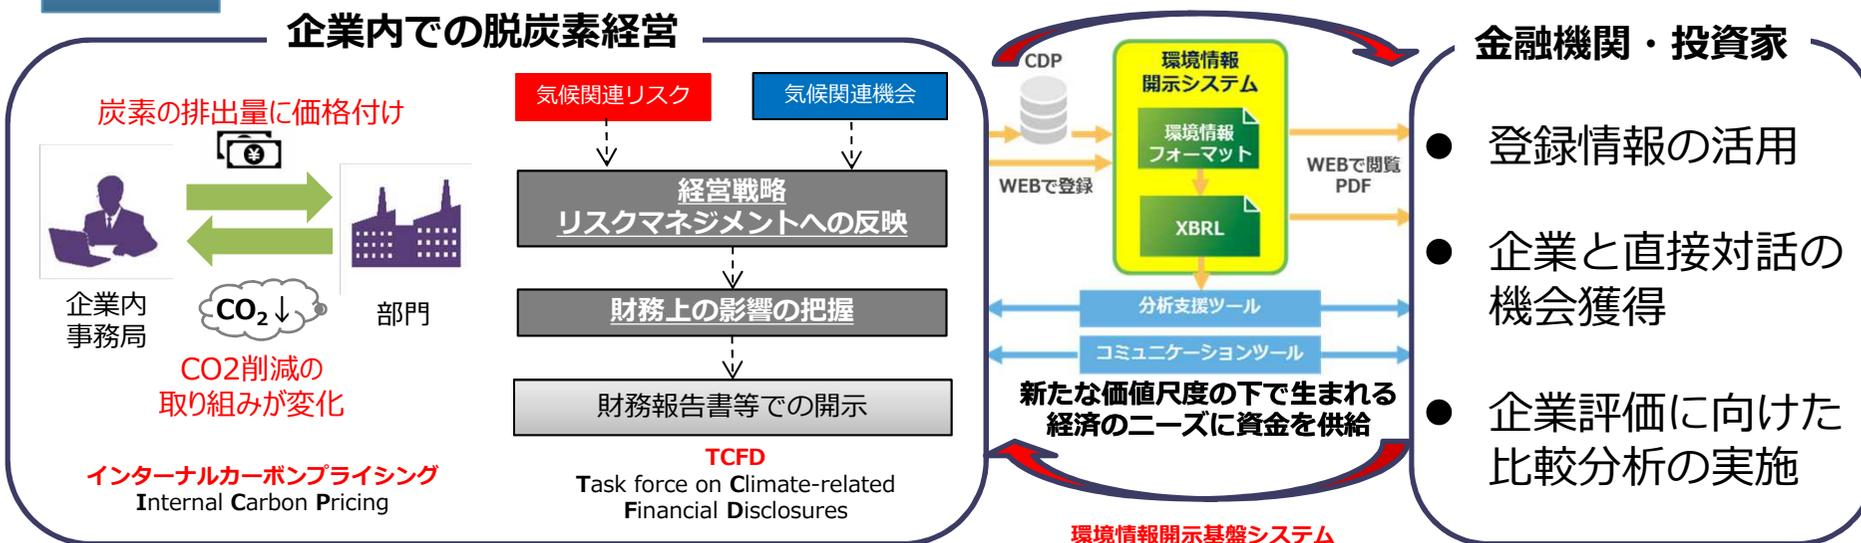 企業内での脱炭素経営
炭素の排出量に価格付け
¥
企業内
事務局
部門
CO₂↓
CO2削減の
取り組みが変化
インターナルカーボンプライシング
Internal Carbon Pricing
気候関連リスク
気候関連機会
経営戦略
リスクマネジメントへの反映
財務上の影響の把握
財務報告書等での開示
TCFD
Task force on Climate-related
Financial Disclosures
CDP
WEBで登録
環境情報
開示システム
環境情報
フォーマット
XBRL
WEBで閲覧
PDF
分析支援ツール
コミュニケーションツール
新たな価値尺度の下で生まれる
経済のニーズに資金を供給
環境情報開示基盤システム
金融機関・投資家
● 登録情報の活用
● 企業と直接対話の
機会獲得
● 企業評価に向けた
比較分析の実施